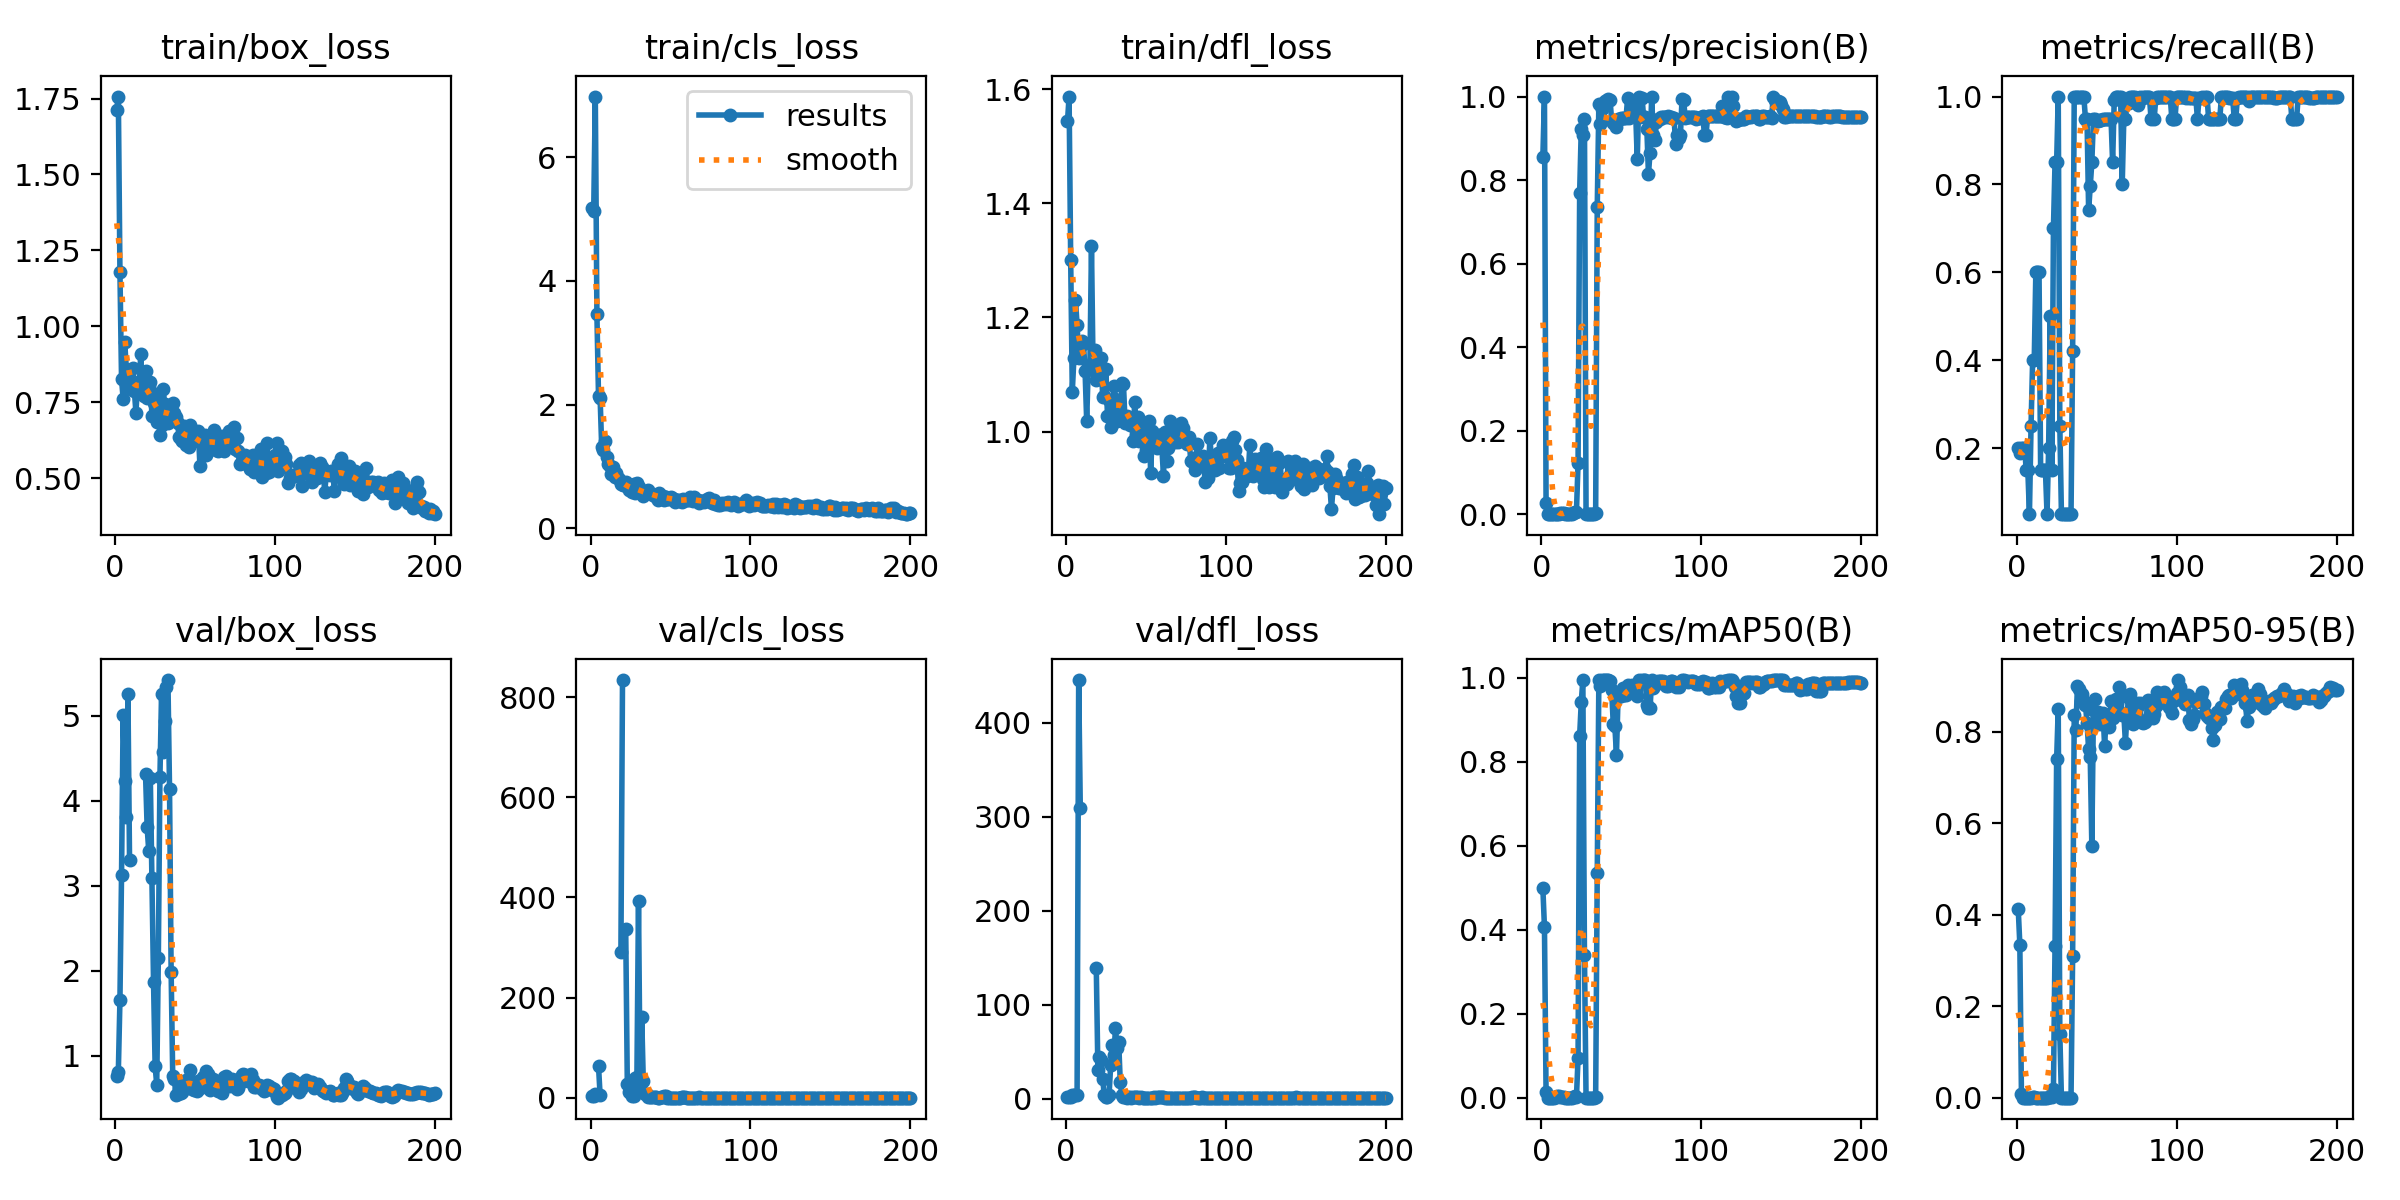 train/box_loss
1.75
1.50
1.25
1.00
0.75
0.50
0 100 200
train/cls_loss
results
smooth
6
4
2
0
0 100 200
train/dfl_loss
1.6
1.4
1.2
1.0
0 100 200
metrics/precision(B)
1.0
0.8
0.6
0.4
0.2
0.0
0 100 200
metrics/recall(B)
1.0
0.8
0.6
0.4
0.2
0 100 200
val/box_loss
5
4
3
2
1
0 100 200
val/cls_loss
800
600
400
200
0
0 100 200
val/dfl_loss
400
300
200
100
0
0 100 200
metrics/mAP50(B)
1.0
0.8
0.6
0.4
0.2
0.0
0 100 200
metrics/mAP50-95(B)
0.8
0.6
0.4
0.2
0.0
0 100 200